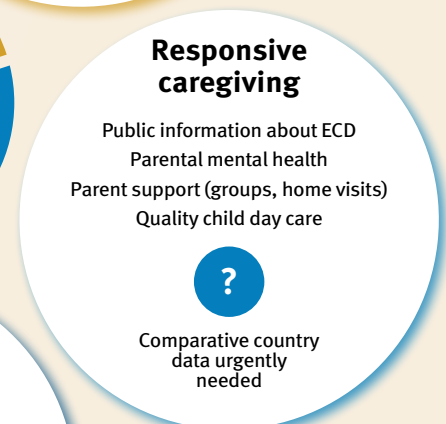 Responsive
caregiving
Public information about ECD
Parental mental health
Parent support (groups, home visits)
Quality child day care
?
Comparative country
data urgently
needed